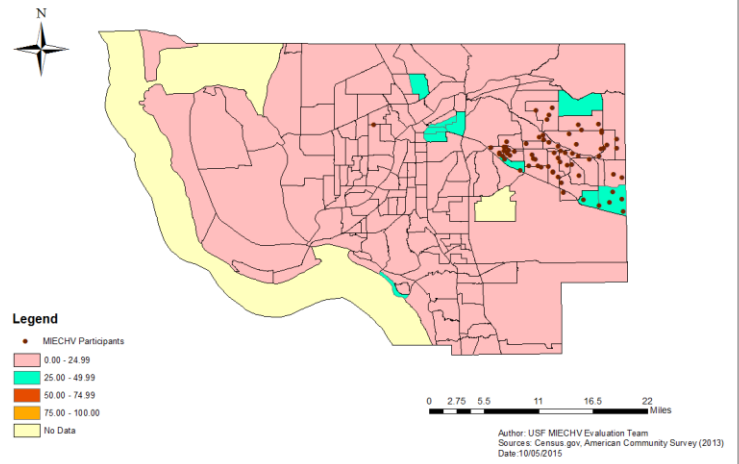 N
Legend
MIECHV Participants
0.00 - 24.99
25.00 - 49.99
50.00 - 74.99
75.00 - 100.00
No Data
0 2.75 5.5 11 16.5 22
Miles
Author: USF MIECHV Evaluation Team
Sources: Census.gov, American Community Survey (2013)
Date:10/05/2015